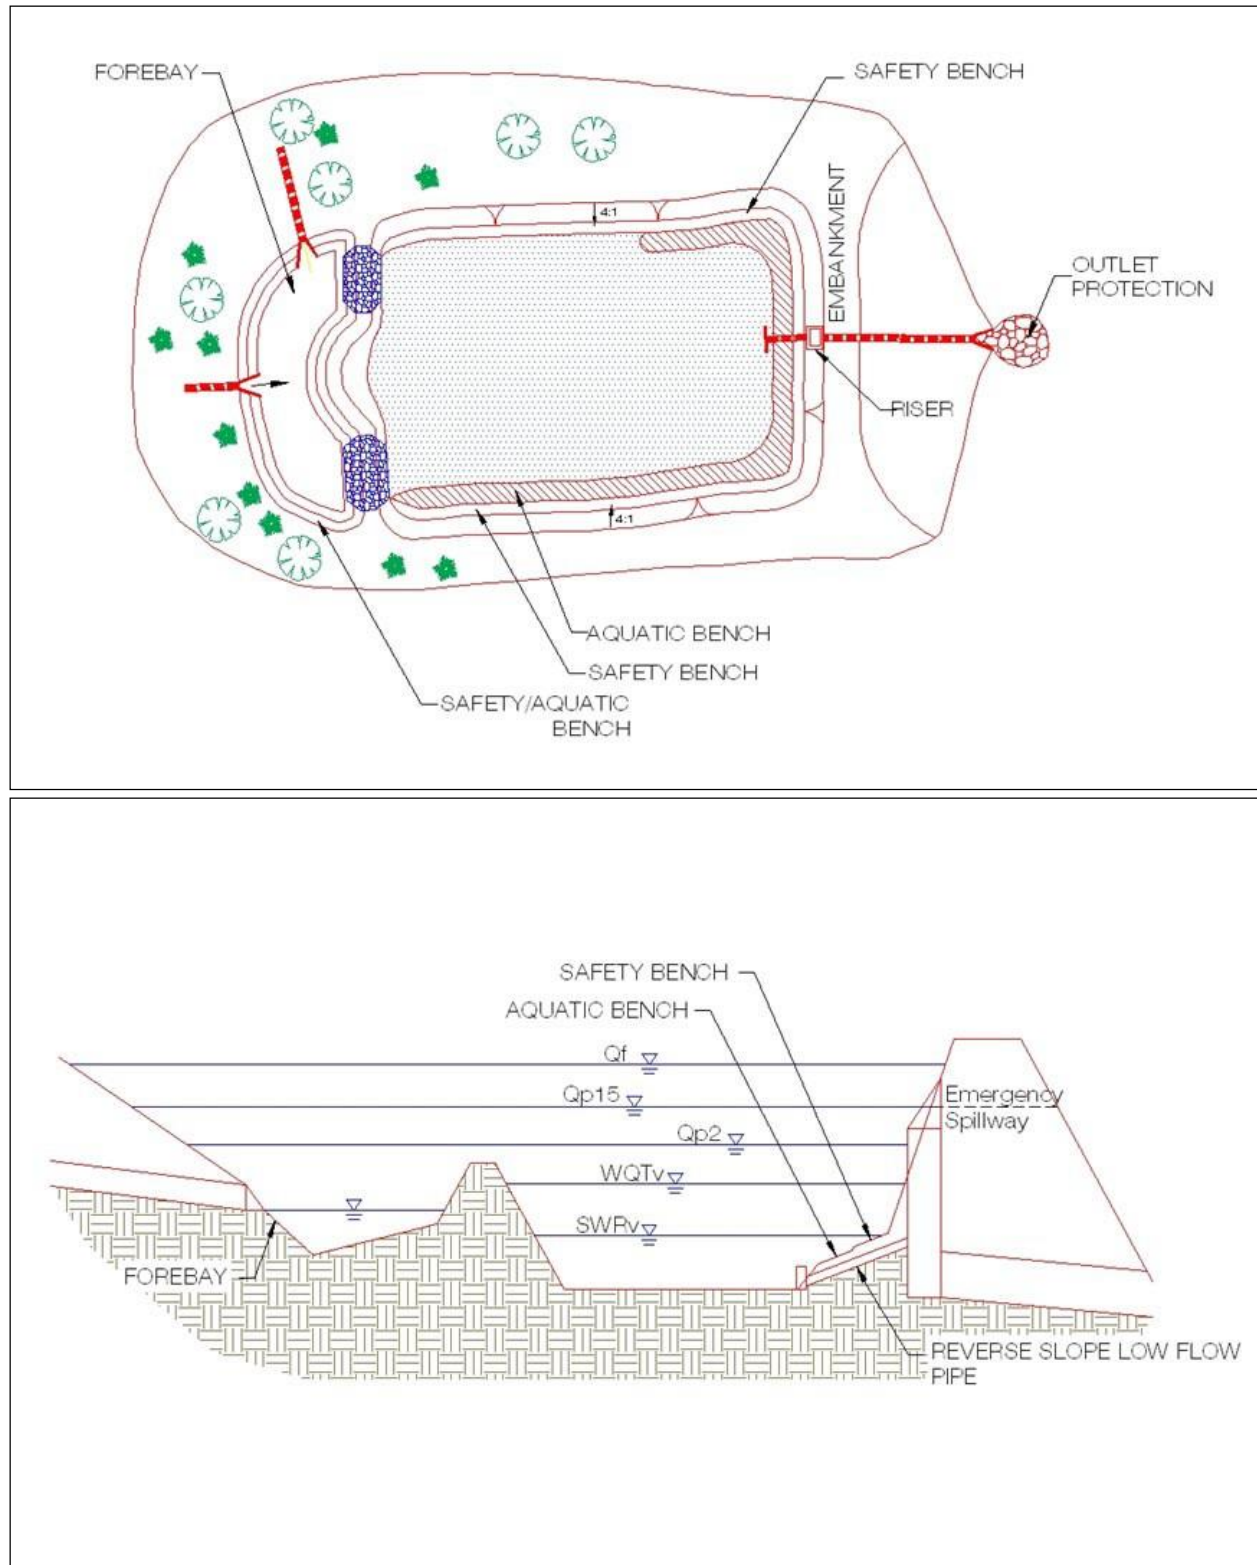 FOREBAY
SAFETY BENCH
4:1
EMBANKMENT
OUTLET
PROTECTION
RISER
4:1
AQUATIC BENCH
SAFETY BENCH
SAFETY/AQUATIC
BENCH
SAFETY BENCH
AQUATIC BENCH
Qf
Qp15
Emergency
Spillway
Qp2
WQTv
SWRv
FOREBAY
REVERSE SLOPE LOW FLOW
PIPE